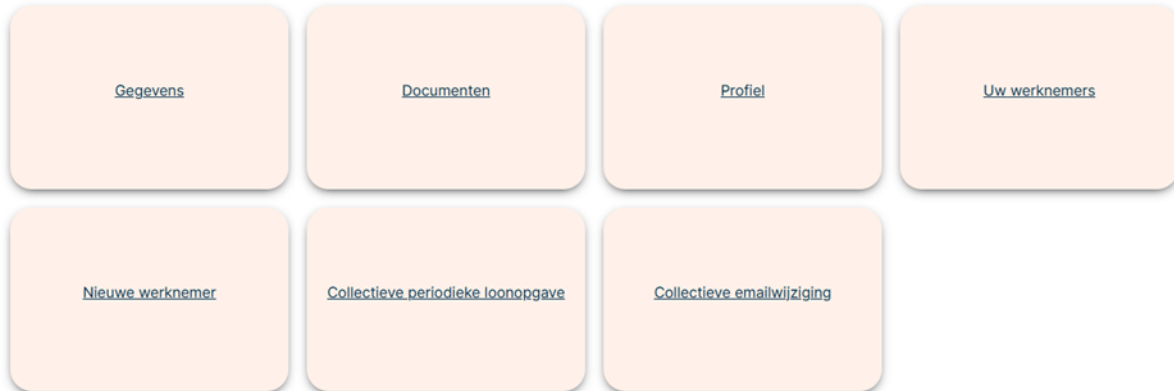 Gegevens
Documenten
Profiel
Uw werknemers
Nieuwe werknemer
Collectieve periodieke loonopgave
Collectieve emailwijziging